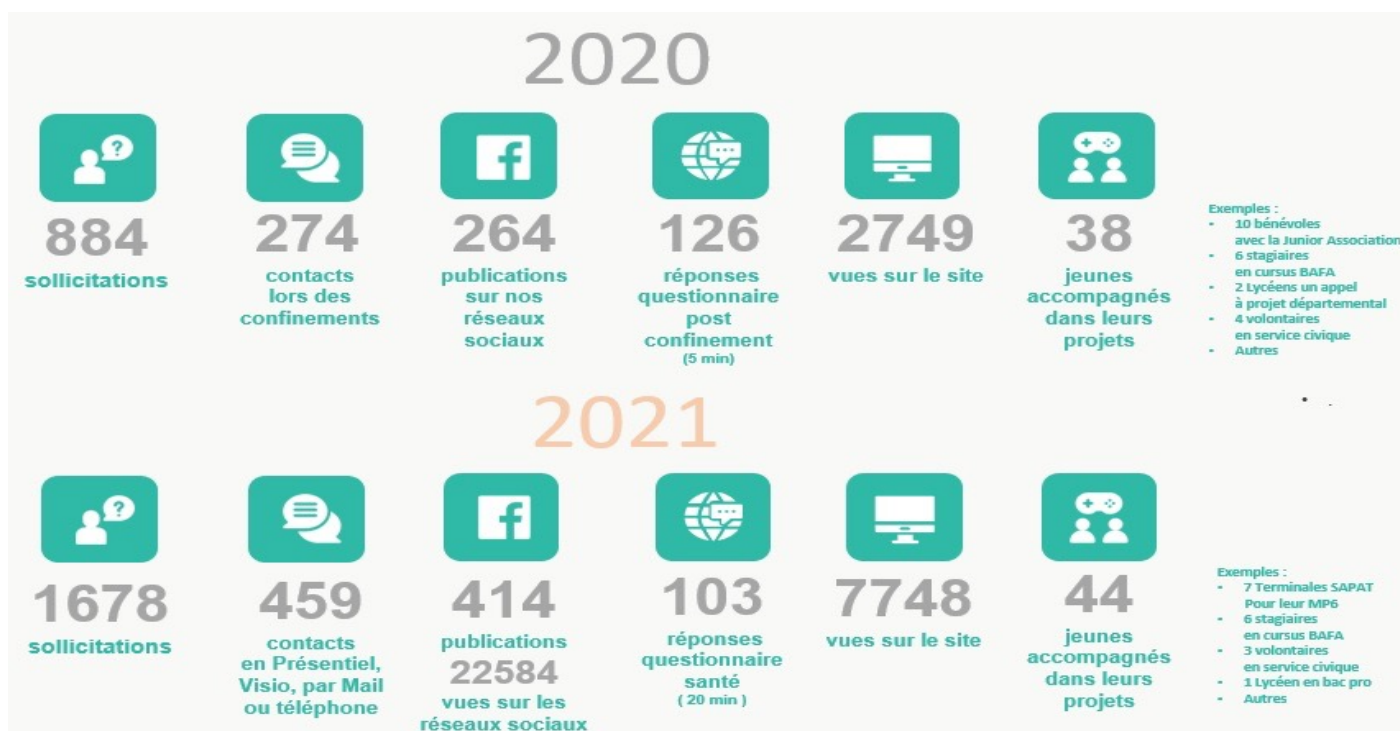 2020
884
sollicitations
274
contacts
lors des
confinements
264
publications
sur nos
réseaux
sociaux
126
réponses
questionnaire
post
confinement
(5 min)
2749
vues sur le site
38
jeunes
accompagnés
dans leurs
projets
Exemples :
- 10 bénévoles
avec la Junior Association
- 6 stagiaires
en cursus BAFA
- 2 Lycéens un appel
à projet départemental
- 4 volontaires
en service civique
- Autres
2021
1678
sollicitations
459
contacts
en Présentiel,
Visio, par Mail
ou téléphone
414
publications
22584
vues sur les
réseaux sociaux
103
réponses
questionnaire
santé
( 20 min )
7748
vues sur le site
44
jeunes
accompagnés
dans leurs
projets
Exemples :
- 7 Terminales SAPAT
Pour leur MP6
- 6 stagiaires
en cursus BAFA
- 3 volontaires
en service civique
- 1 Lycéen en bac pro
- Autres